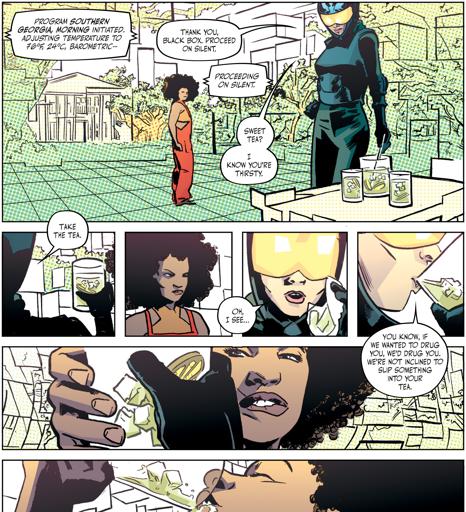 PROGRAM SOUTHERN
GEORGIA, MORNING INITIATED.
ADJUSTING TEMPERATURE TO
78°F, 24°C, BAROMETRIC--
THANK YOU,
BLACK BOX. PROCEED
ON SILENT.
PROCEEDING
ON SILENT.
SWEET
TEA?
I
KNOW YOU'RE
THIRSTY.
TAKE
THE TEA.
OH,
I SEE...
YOU KNOW, IF
WE WANTED TO DRUG
YOU, WE'D DRUG YOU.
WE'RE NOT INCLINED TO
SLIP SOMETHING
INTO YOUR
TEA.